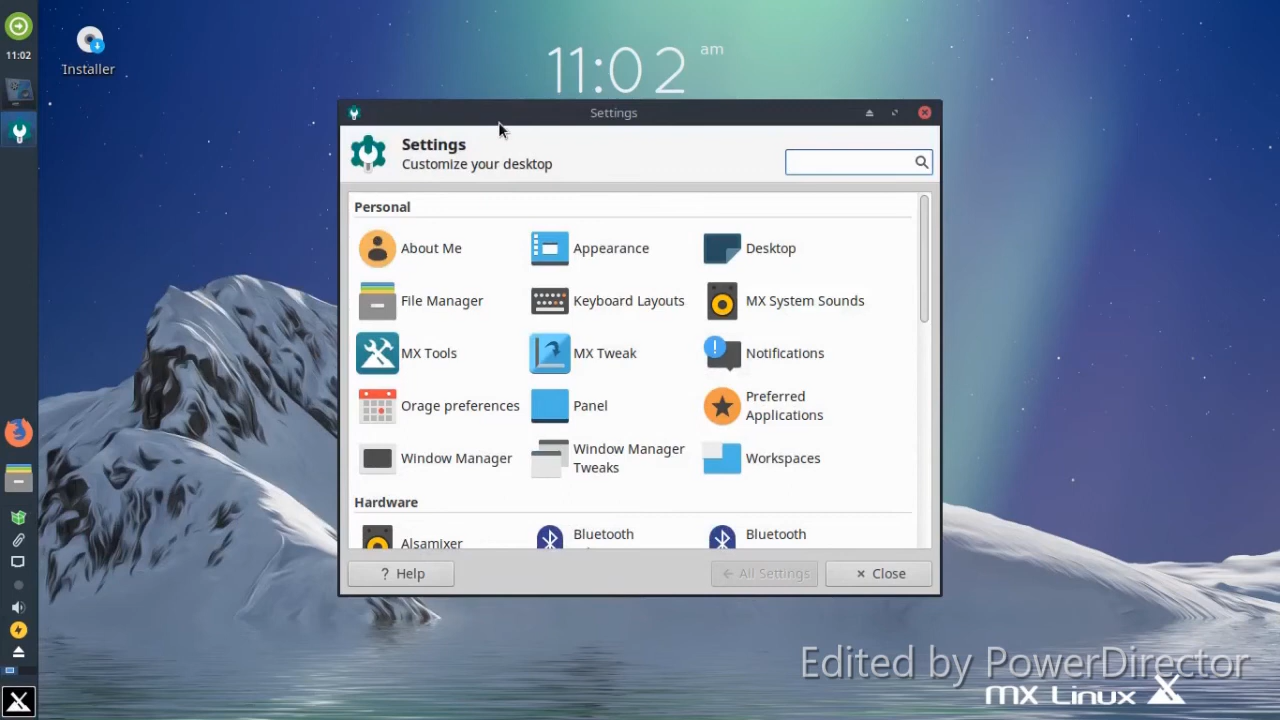 11:02
Installer
11:02 am
Settings
Settings
Customize your desktop
Personal
About Me
Appearance
Desktop
File Manager
Keyboard Layouts
MX System Sounds
MX Tools
MX Tweak
Notifications
Orage preferences
Panel
Preferred
Applications
Window Manager
Window Manager
Tweaks
Workspaces
Hardware
Alsamixer
Bluetooth
Bluetooth
? Help
All Settings
Close
Edited by PowerDirector
MX Linux